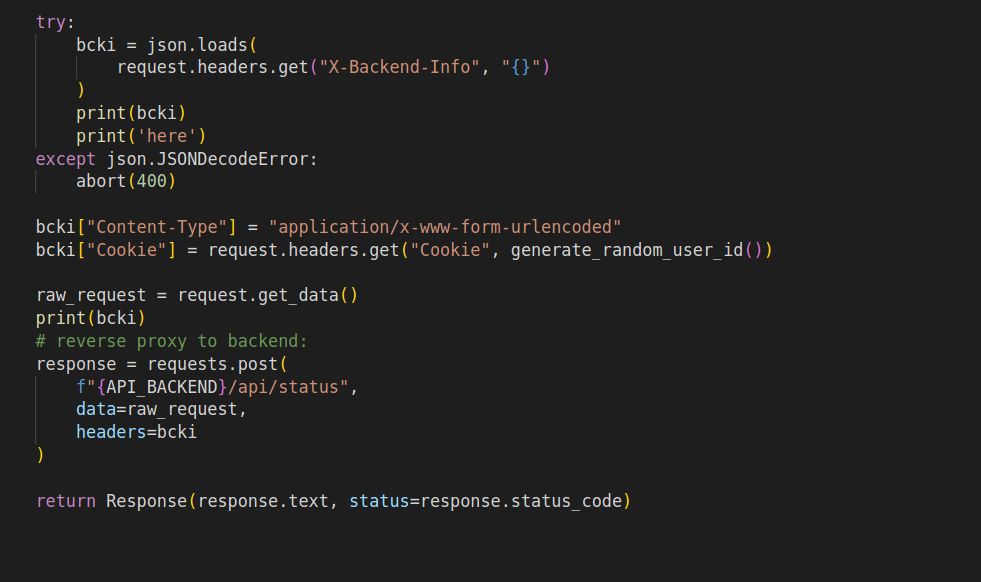 try:
    bcki = json.loads(
        request.headers.get("X-Backend-Info", "{}")
    )
    print(bcki)
    print('here')
except json.JSONDecodeError:
    abort(400)

bcki["Content-Type"] = "application/x-www-form-urlencoded"
bcki["Cookie"] = request.headers.get("Cookie", generate_random_user_id())

raw_request = request.get_data()
print(bcki)
# reverse proxy to backend:
response = requests.post(
    f"{API_BACKEND}/api/status",
    data=raw_request,
    headers=bcki
)

return Response(response.text, status=response.status_code)